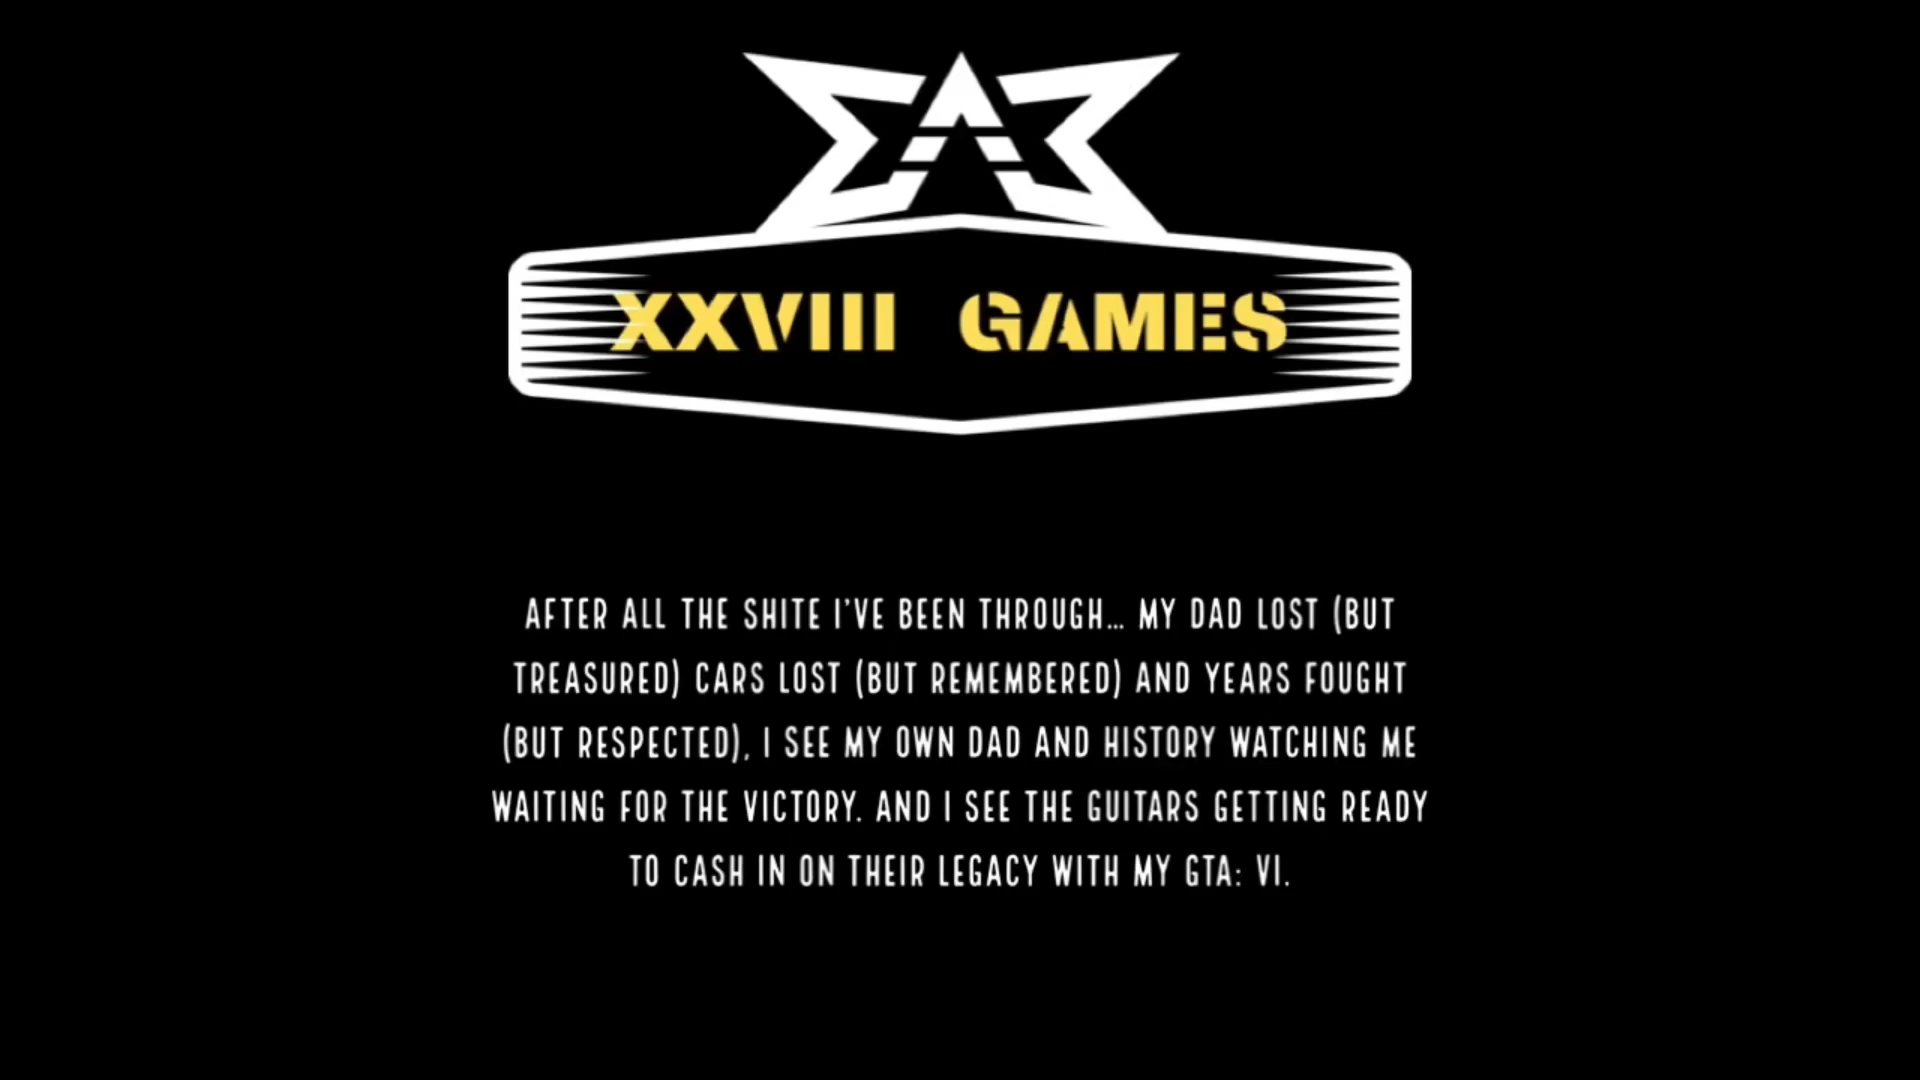 XXVIII GAMES
AFTER ALL THE SHITE I'VE BEEN THROUGH... MY DAD LOST (BUT
TREASURED) CARS LOST (BUT REMEMBERED) AND YEARS FOUGHT
(BUT RESPECTED), I SEE MY OWN DAD AND HISTORY WATCHING ME
WAITING FOR THE VICTORY. AND I SEE THE GUITARS GETTING READY
TO CASH IN ON THEIR LEGACY WITH MY GTA: VI.